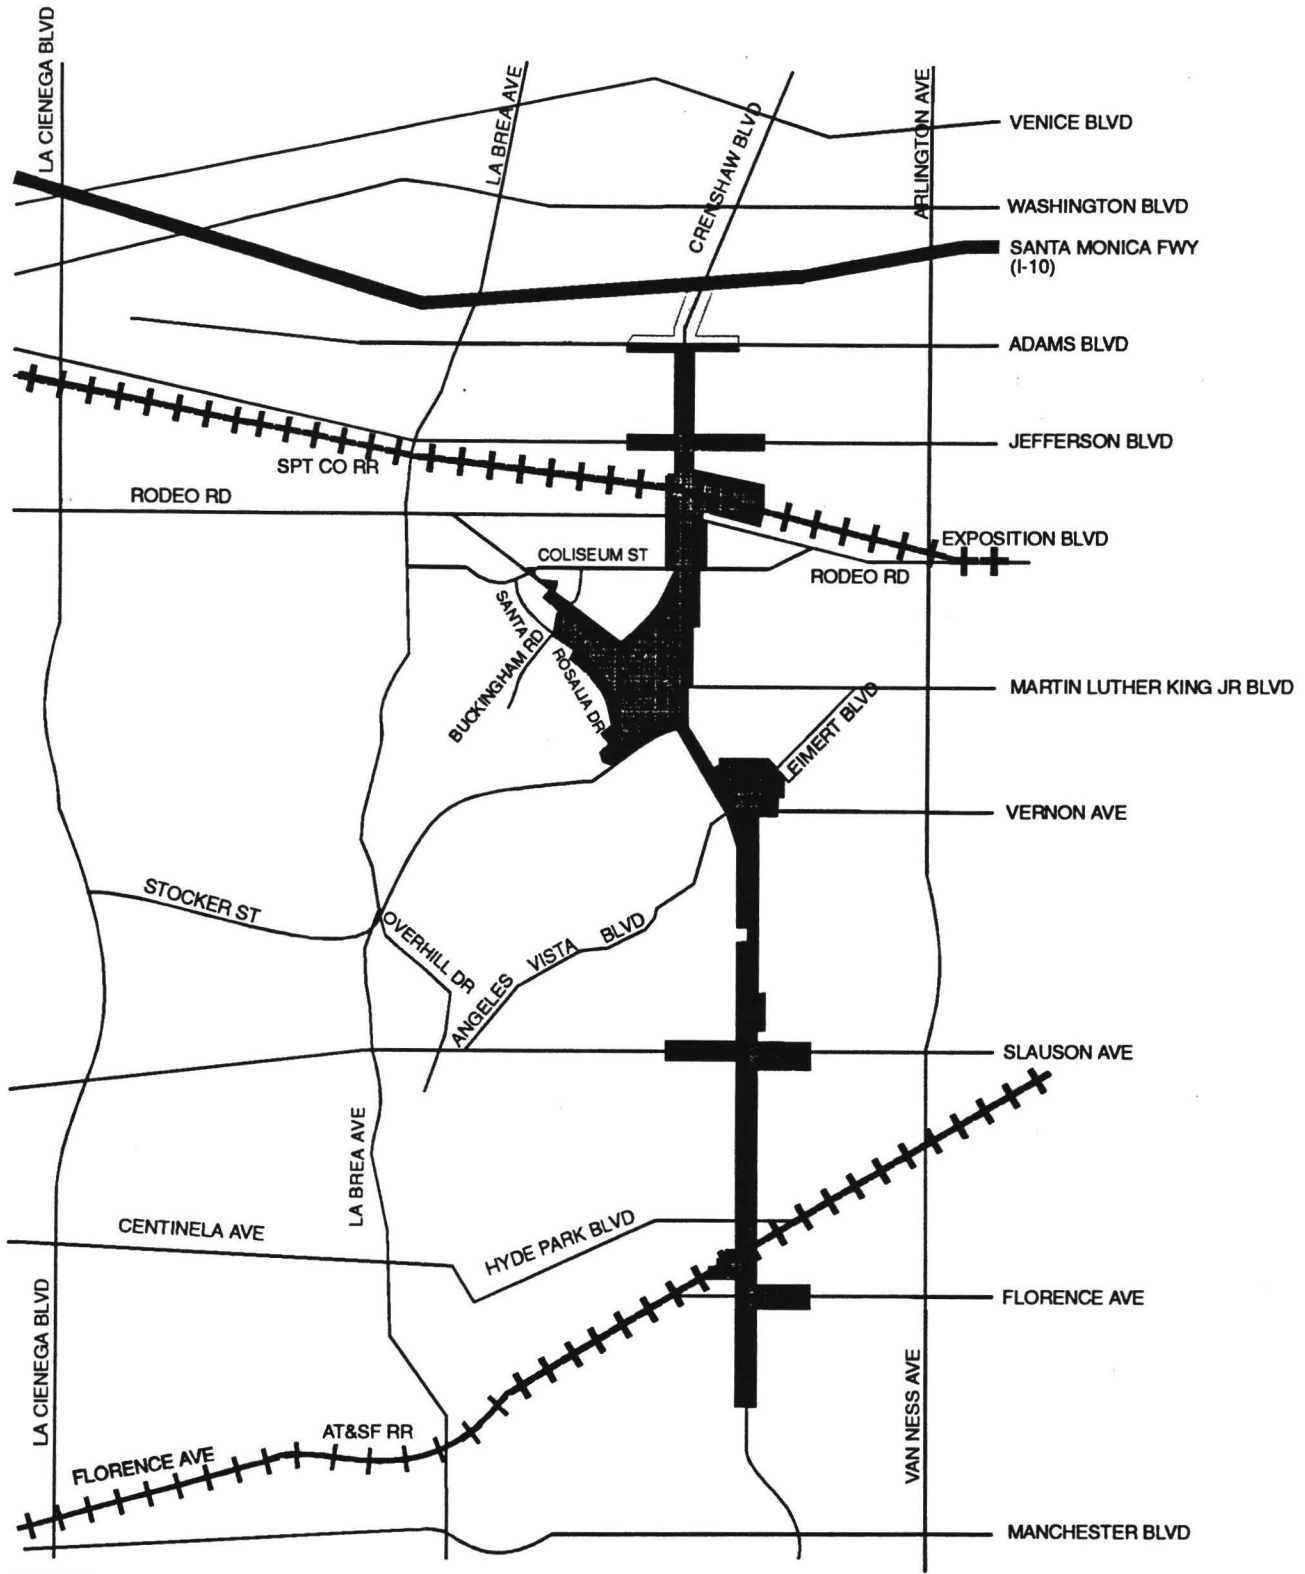 LA CIENEGA BLVD
LA BREA AVE
CRENSHAW BLVD
ARLINGTON AVE
VENICE BLVD
WASHINGTON BLVD
SANTA MONICA FWY
(I-10)
ADAMS BLVD
JEFFERSON BLVD
SPT CO RR
RODEO RD
EXPOSITION BLVD
COLISEUM ST
RODEO RD
SANTA
ROSALIA DR
BUCKINGHAM RD
MARTIN LUTHER KING JR BLVD
LEIMERT BLVD
VERNON AVE
STOCKER ST
OVERHILL DR
ANGELES VISTA BLVD
SLAUSON AVE
LA BREA AVE
CENTINELA AVE
HYDE PARK BLVD
FLORENCE AVE
LA CIENEGA BLVD
VAN NESS AVE
AT&SF RR
FLORENCE AVE
MANCHESTER BLVD